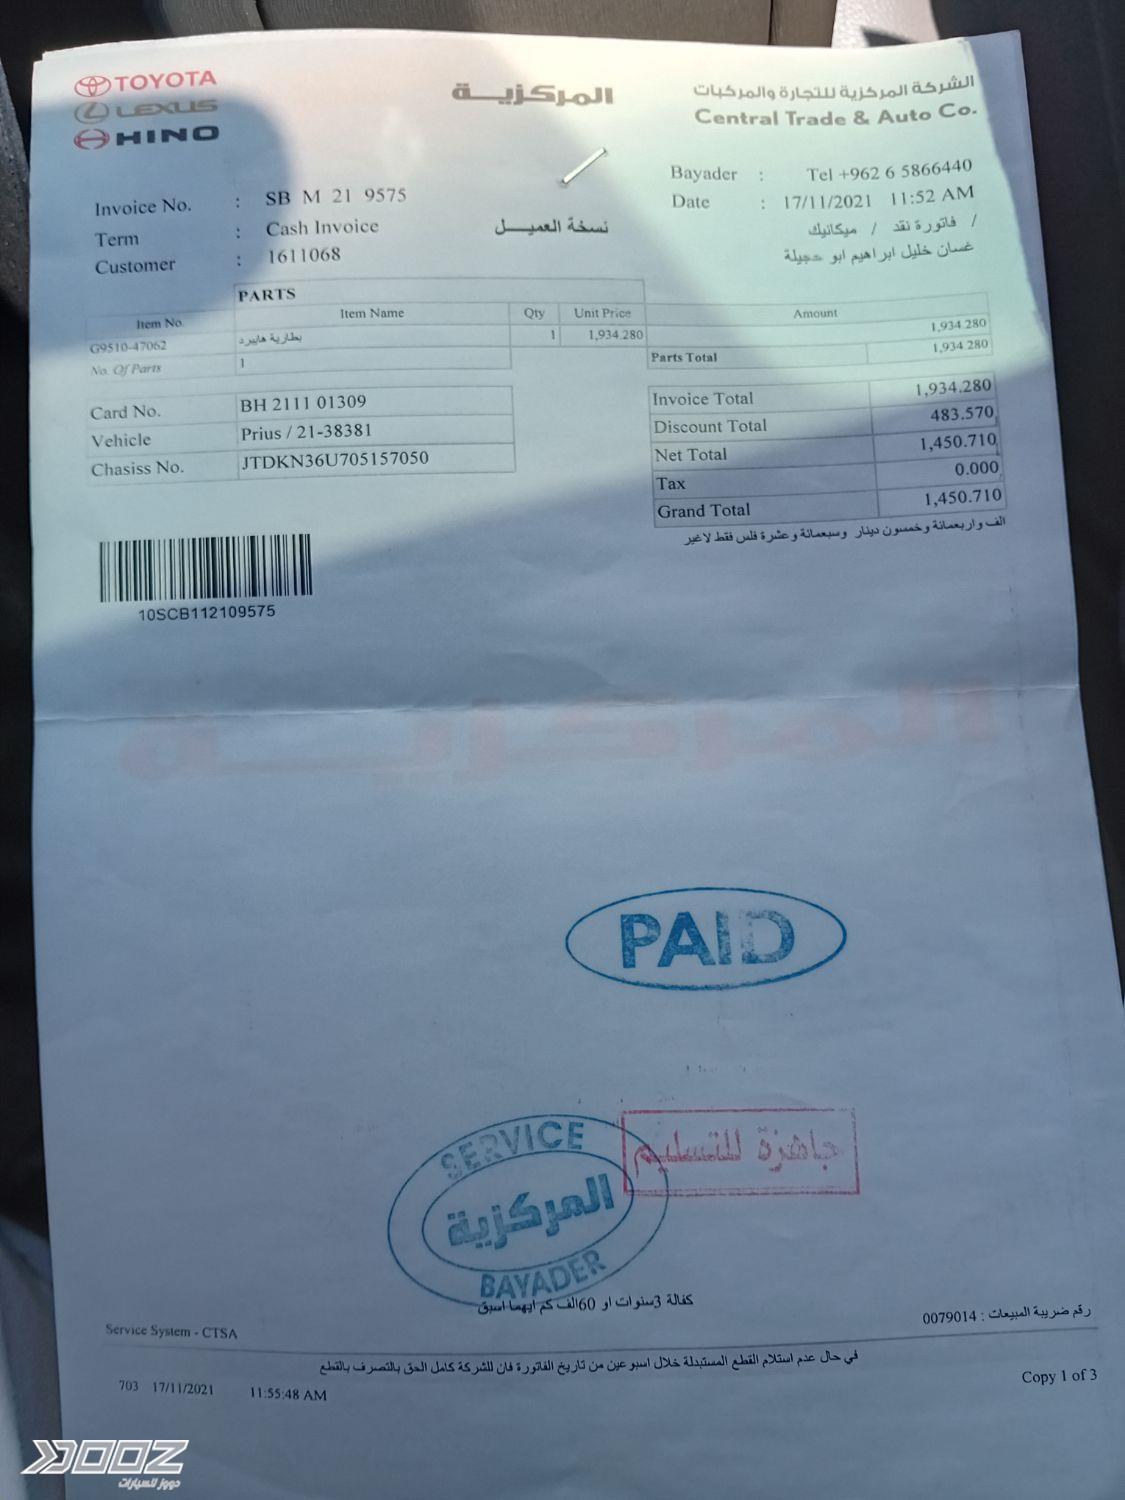 TOYOTA
LEXUS
HINO
المركزية
الشركة المركزية للتجارة والمركبات
Central Trade & Auto Co.
Bayader : Tel +962 6 5866440
Date : 17/11/2021 11:52 AM
فاتورة نقد / ميكانيك /
غسان خليل ابراهيم ابو حجيلة
Invoice No. : SB M 21 9575
Term : Cash Invoice
Customer : 1611068
نسخة العميل
PARTS
Item No. Item Name Qty Unit Price Amount
G9510-47062 بطارية هايبرد 1 1,934.280 1,934.280
No. Of Parts 1 Parts Total 1,934.280
Card No. BH 2111 01309
Vehicle Prius / 21-38381
Chasiss No. JTDKN36U705157050
Invoice Total 1,934.280
Discount Total 483.570
Net Total 1,450.710
Tax 0.000
Grand Total 1,450.710
الف واربعمائة وخمسون دينار وسبعمائة وعشرة فلس فقط لاغير
10SCB112109575
المركزية
PAID
جاهزة للتسليم
SERVICE
المركزية
BAYADER
كفالة 3سنوات او 60الف كم ايهما اسبق
رقم ضريبة المبيعات : 0079014
Service System - CTSA
في حال عدم استلام القطع المستبدلة خلال اسبوعين من تاريخ الفاتورة فان للشركة كامل الحق بالتصرف بالقطع
703 17/11/2021 11:55:48 AM
Copy 1 of 3
DOOZ
دووز للسيارات